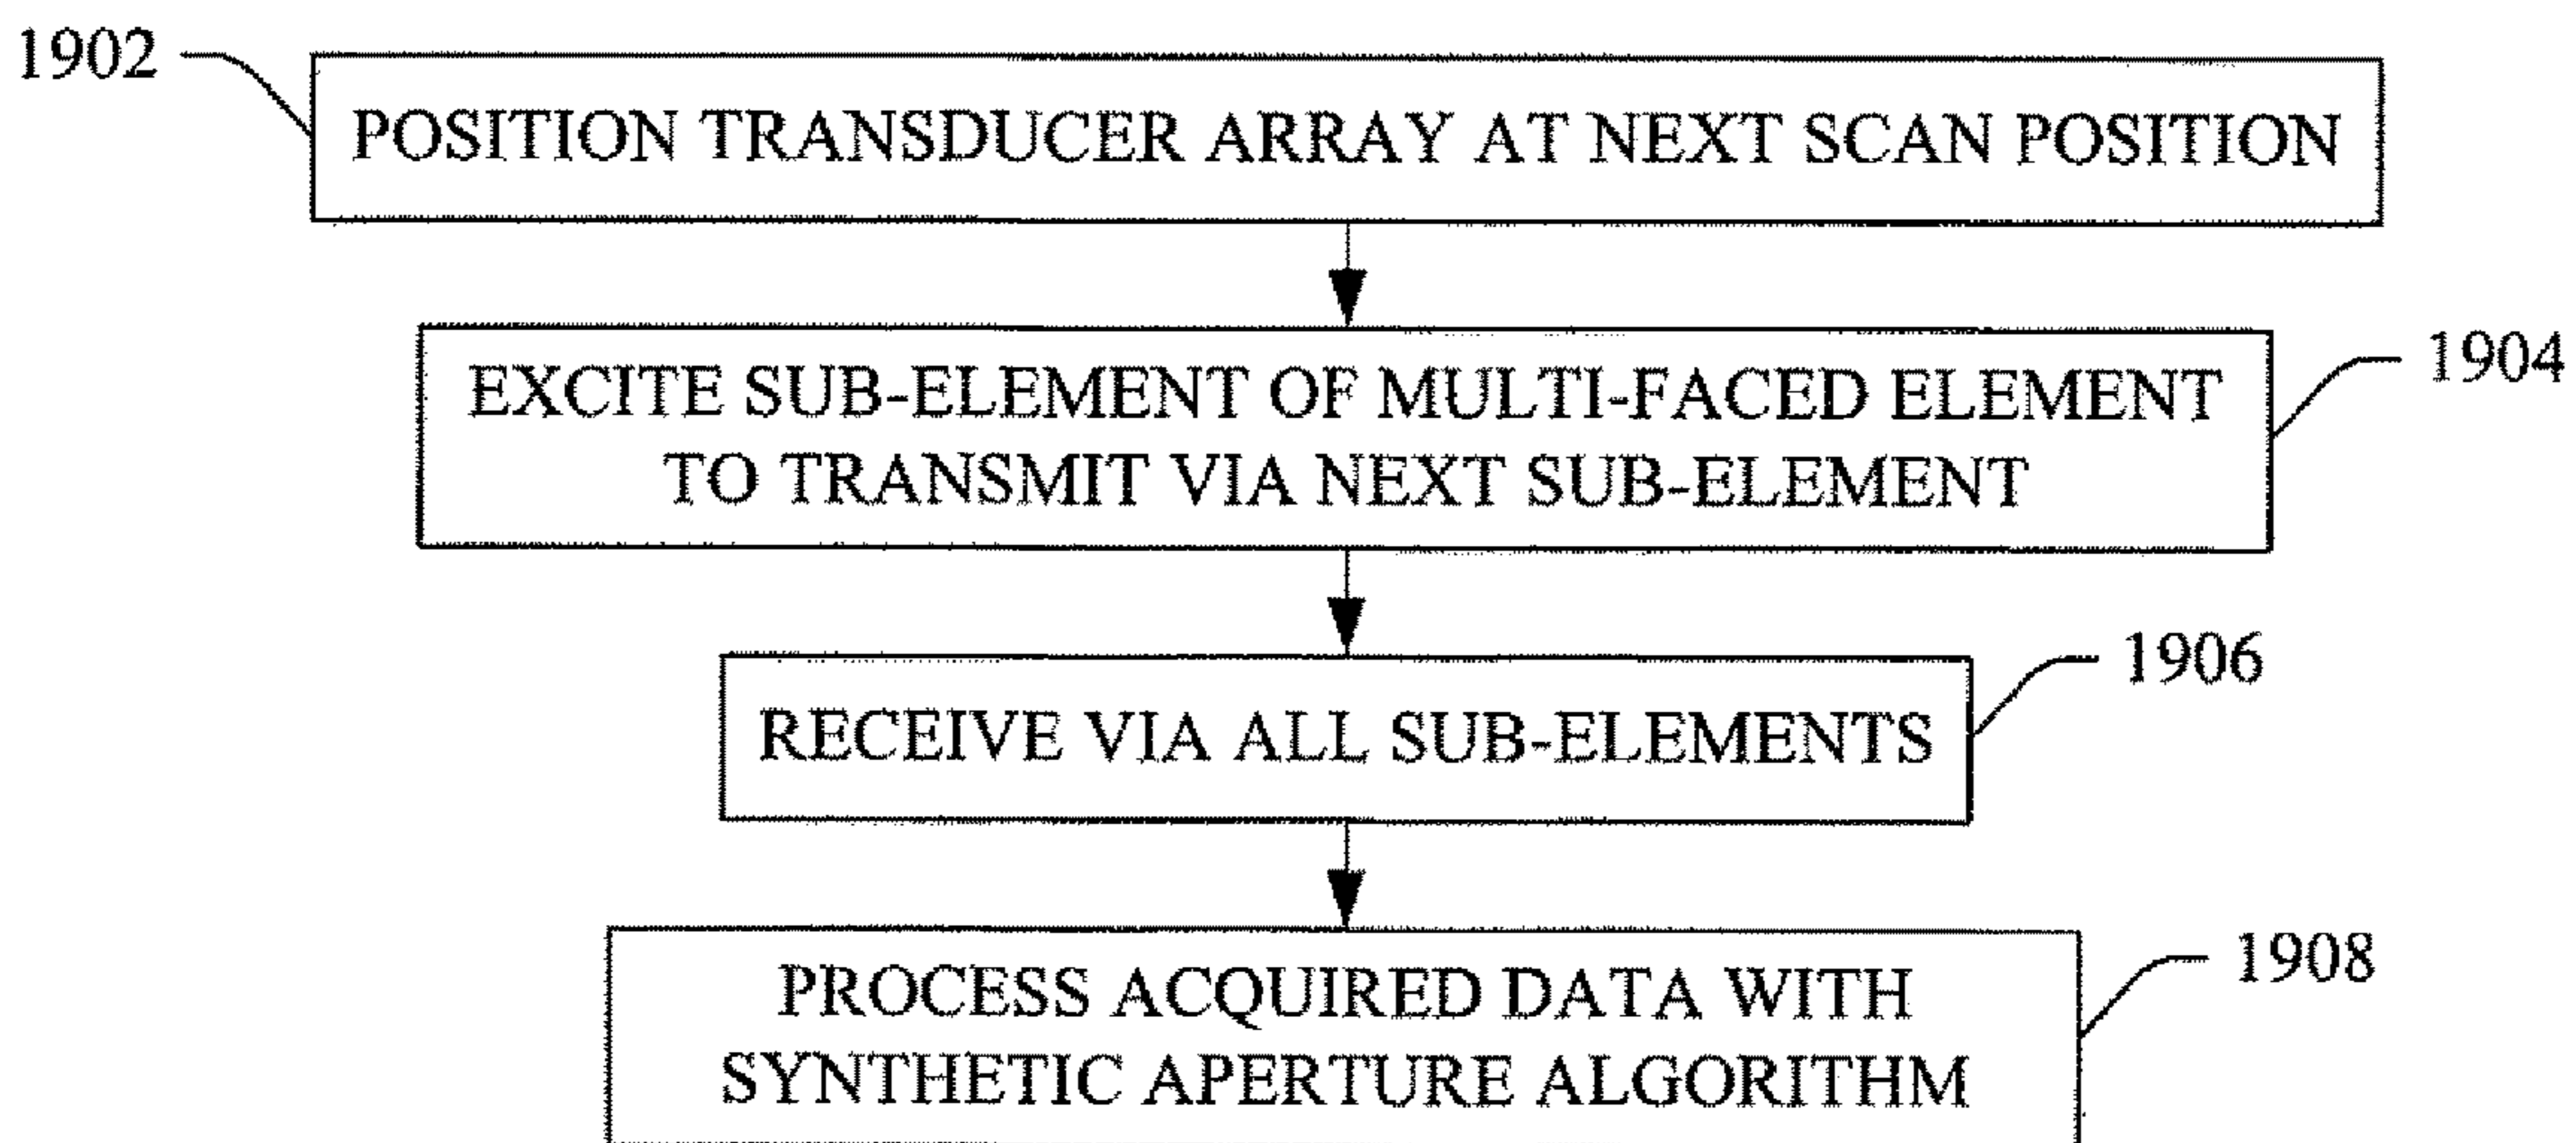 1902
POSITION TRANSDUCER ARRAY AT NEXT SCAN POSITION
EXCITE SUB-ELEMENT OF MULTI-FACED ELEMENT
TO TRANSMIT VIA NEXT SUB-ELEMENT
1904
RECEIVE VIA ALL SUB-ELEMENTS
1906
PROCESS ACQUIRED DATA WITH
SYNTHETIC APERTURE ALGORITHM
1908